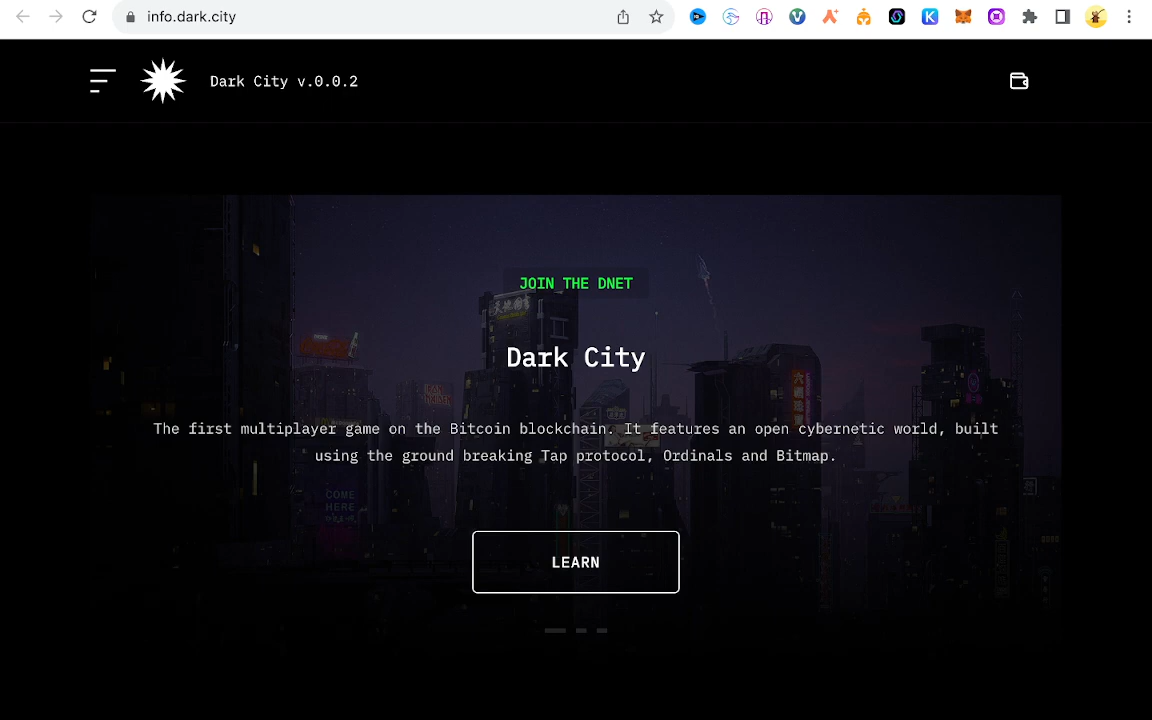 info.dark.city
Dark City v.0.0.2
JOIN THE DNET
Dark City
The first multiplayer game on the Bitcoin blockchain. It features an open cybernetic world, built
using the ground breaking Tap protocol, Ordinals and Bitmap.
COME
HERE
LEARN